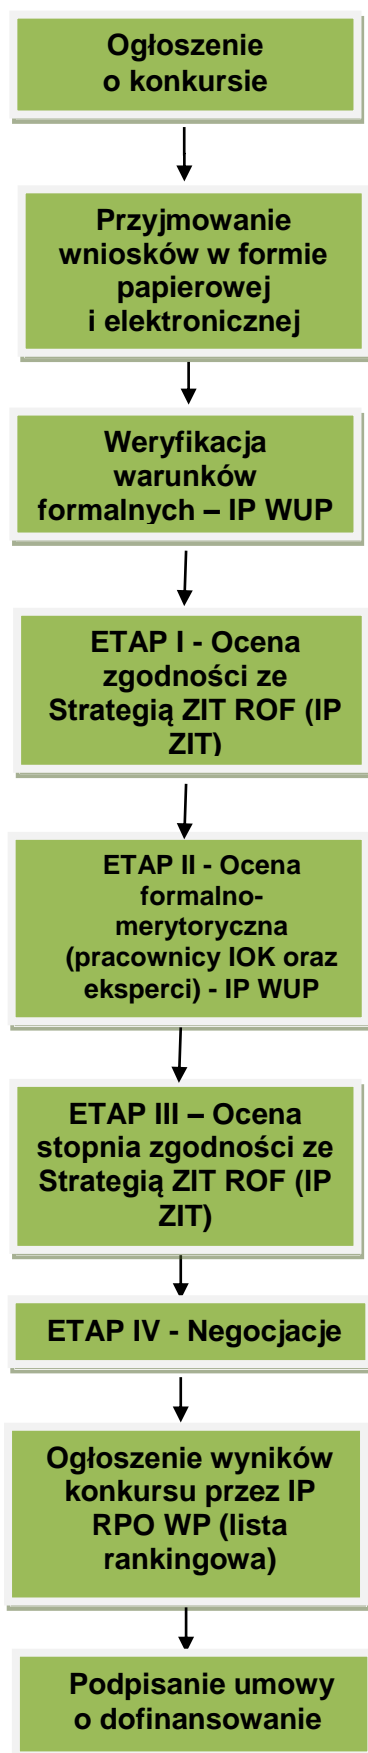 Ogłoszenie
o konkursie
Przyjmowanie
wniosków w formie
papierowej
i elektronicznej
Weryfikacja
warunków
formalnych – IP WUP
ETAP I - Ocena
zgodności ze
Strategią ZIT ROF (IP
ZIT)
ETAP II - Ocena
formalno-
merytoryczna
(pracownicy IOK oraz
eksperci) - IP WUP
ETAP III – Ocena
stopnia zgodności ze
Strategią ZIT ROF (IP
ZIT)
ETAP IV - Negocjacje
Ogłoszenie wyników
konkursu przez IP
RPO WP (lista
rankingowa)
Podpisanie umowy
o dofinansowanie